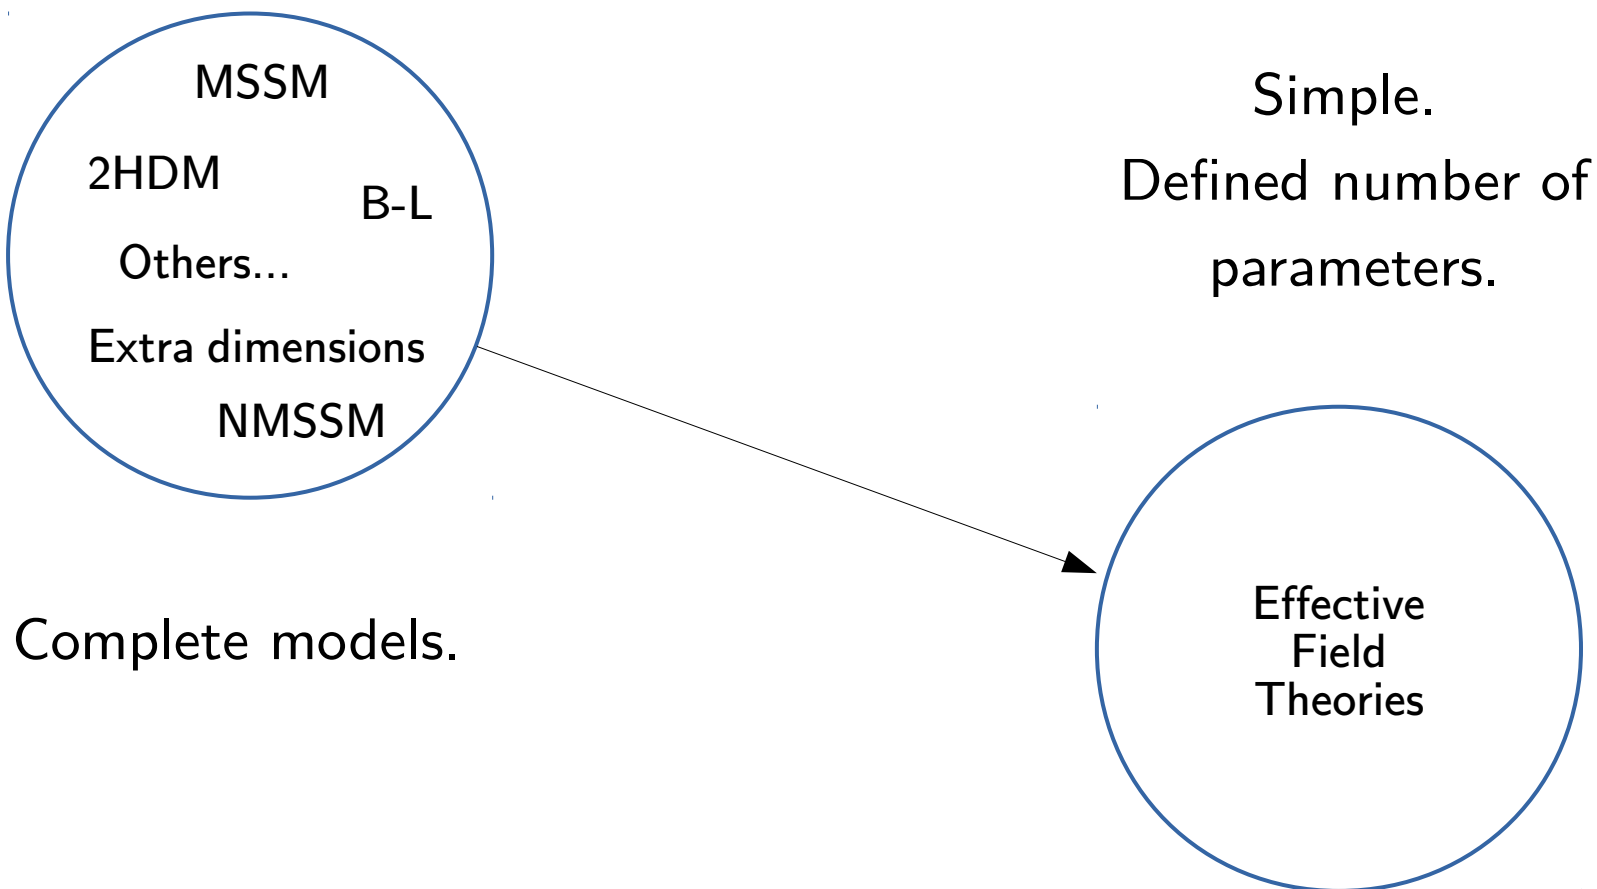 MSSM
2HDM
B-L
Others...
Extra dimensions
NMSSM
Complete models.
Simple.
Defined number of
parameters.
Effective
Field
Theories